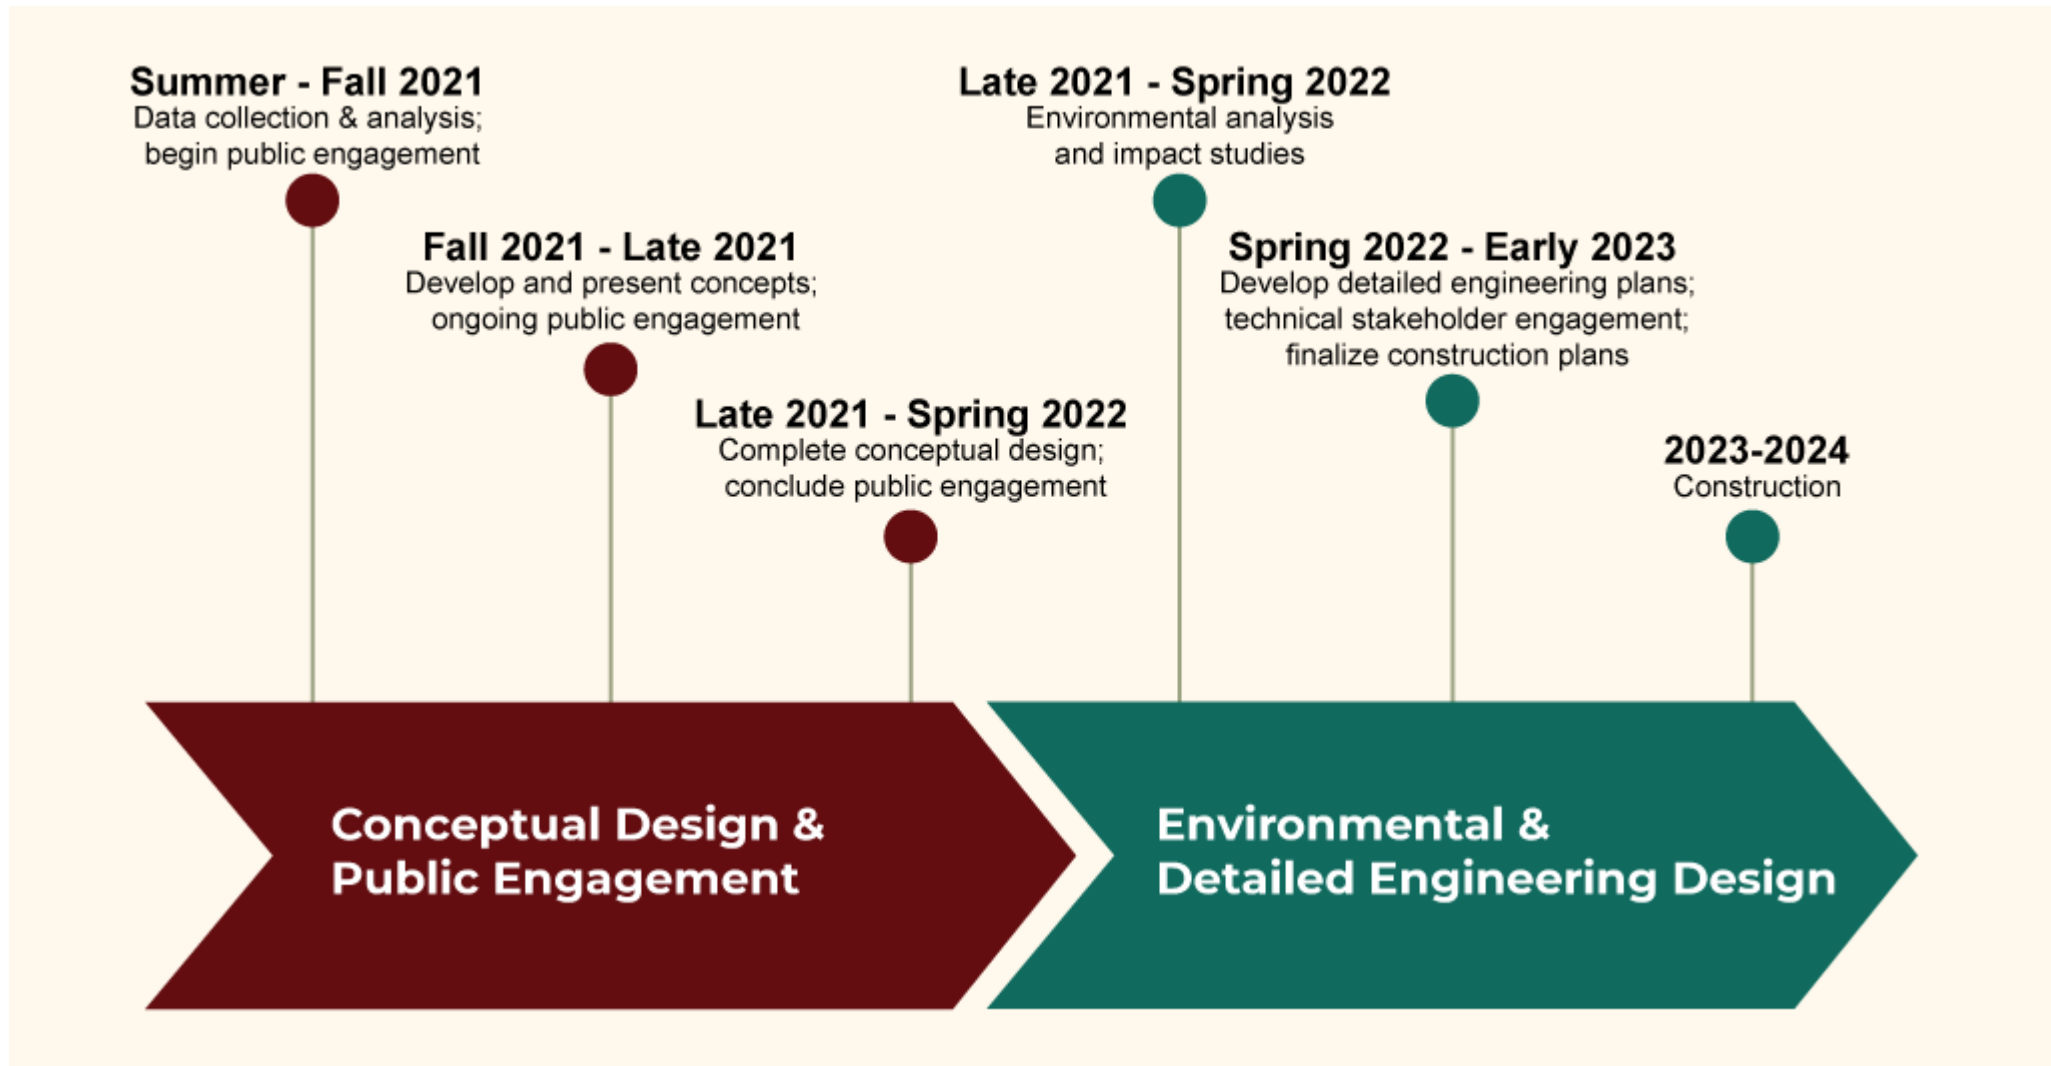 Summer - Fall 2021
Data collection & analysis;
begin public engagement
Fall 2021 - Late 2021
Develop and present concepts;
ongoing public engagement
Late 2021 - Spring 2022
Complete conceptual design;
conclude public engagement
Late 2021 - Spring 2022
Environmental analysis
and impact studies
Spring 2022 - Early 2023
Develop detailed engineering plans;
technical stakeholder engagement;
finalize construction plans
2023-2024
Construction
Conceptual Design &
Public Engagement
Environmental &
Detailed Engineering Design